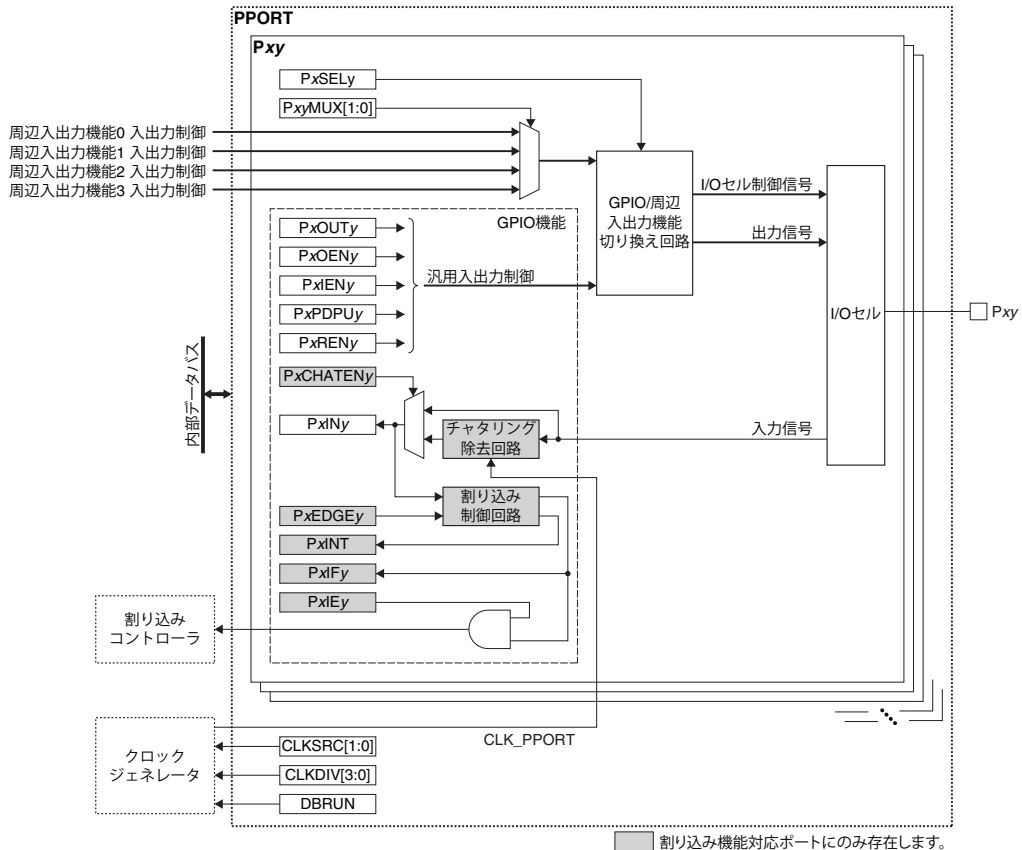 PPORT
Pxy
PxSELy
PxyMUX[1:0]
周辺入出力機能0 入出力制御
周辺入出力機能1 入出力制御
周辺入出力機能2 入出力制御
周辺入出力機能3 入出力制御
GPIO/周辺
入出力機能
切り換え回路
I/Oセル制御信号
出力信号
I/Oセル
Pxy
GPIO機能
PxOUTy
PxOENy
PxIENy
PxPDPUy
PxRENy
汎用入出力制御
内部データバス
PxCHATENy
PxINy
チャタリング
除去回路
入力信号
割り込み
制御回路
PxEDGEy
PxINT
PxIFy
PxIEy
割り込み
コントローラ
クロック
ジェネレータ
CLK_PPORT
CLKSRC[1:0]
CLKDIV[3:0]
DBRUN
割り込み機能対応ポートにのみ存在します。